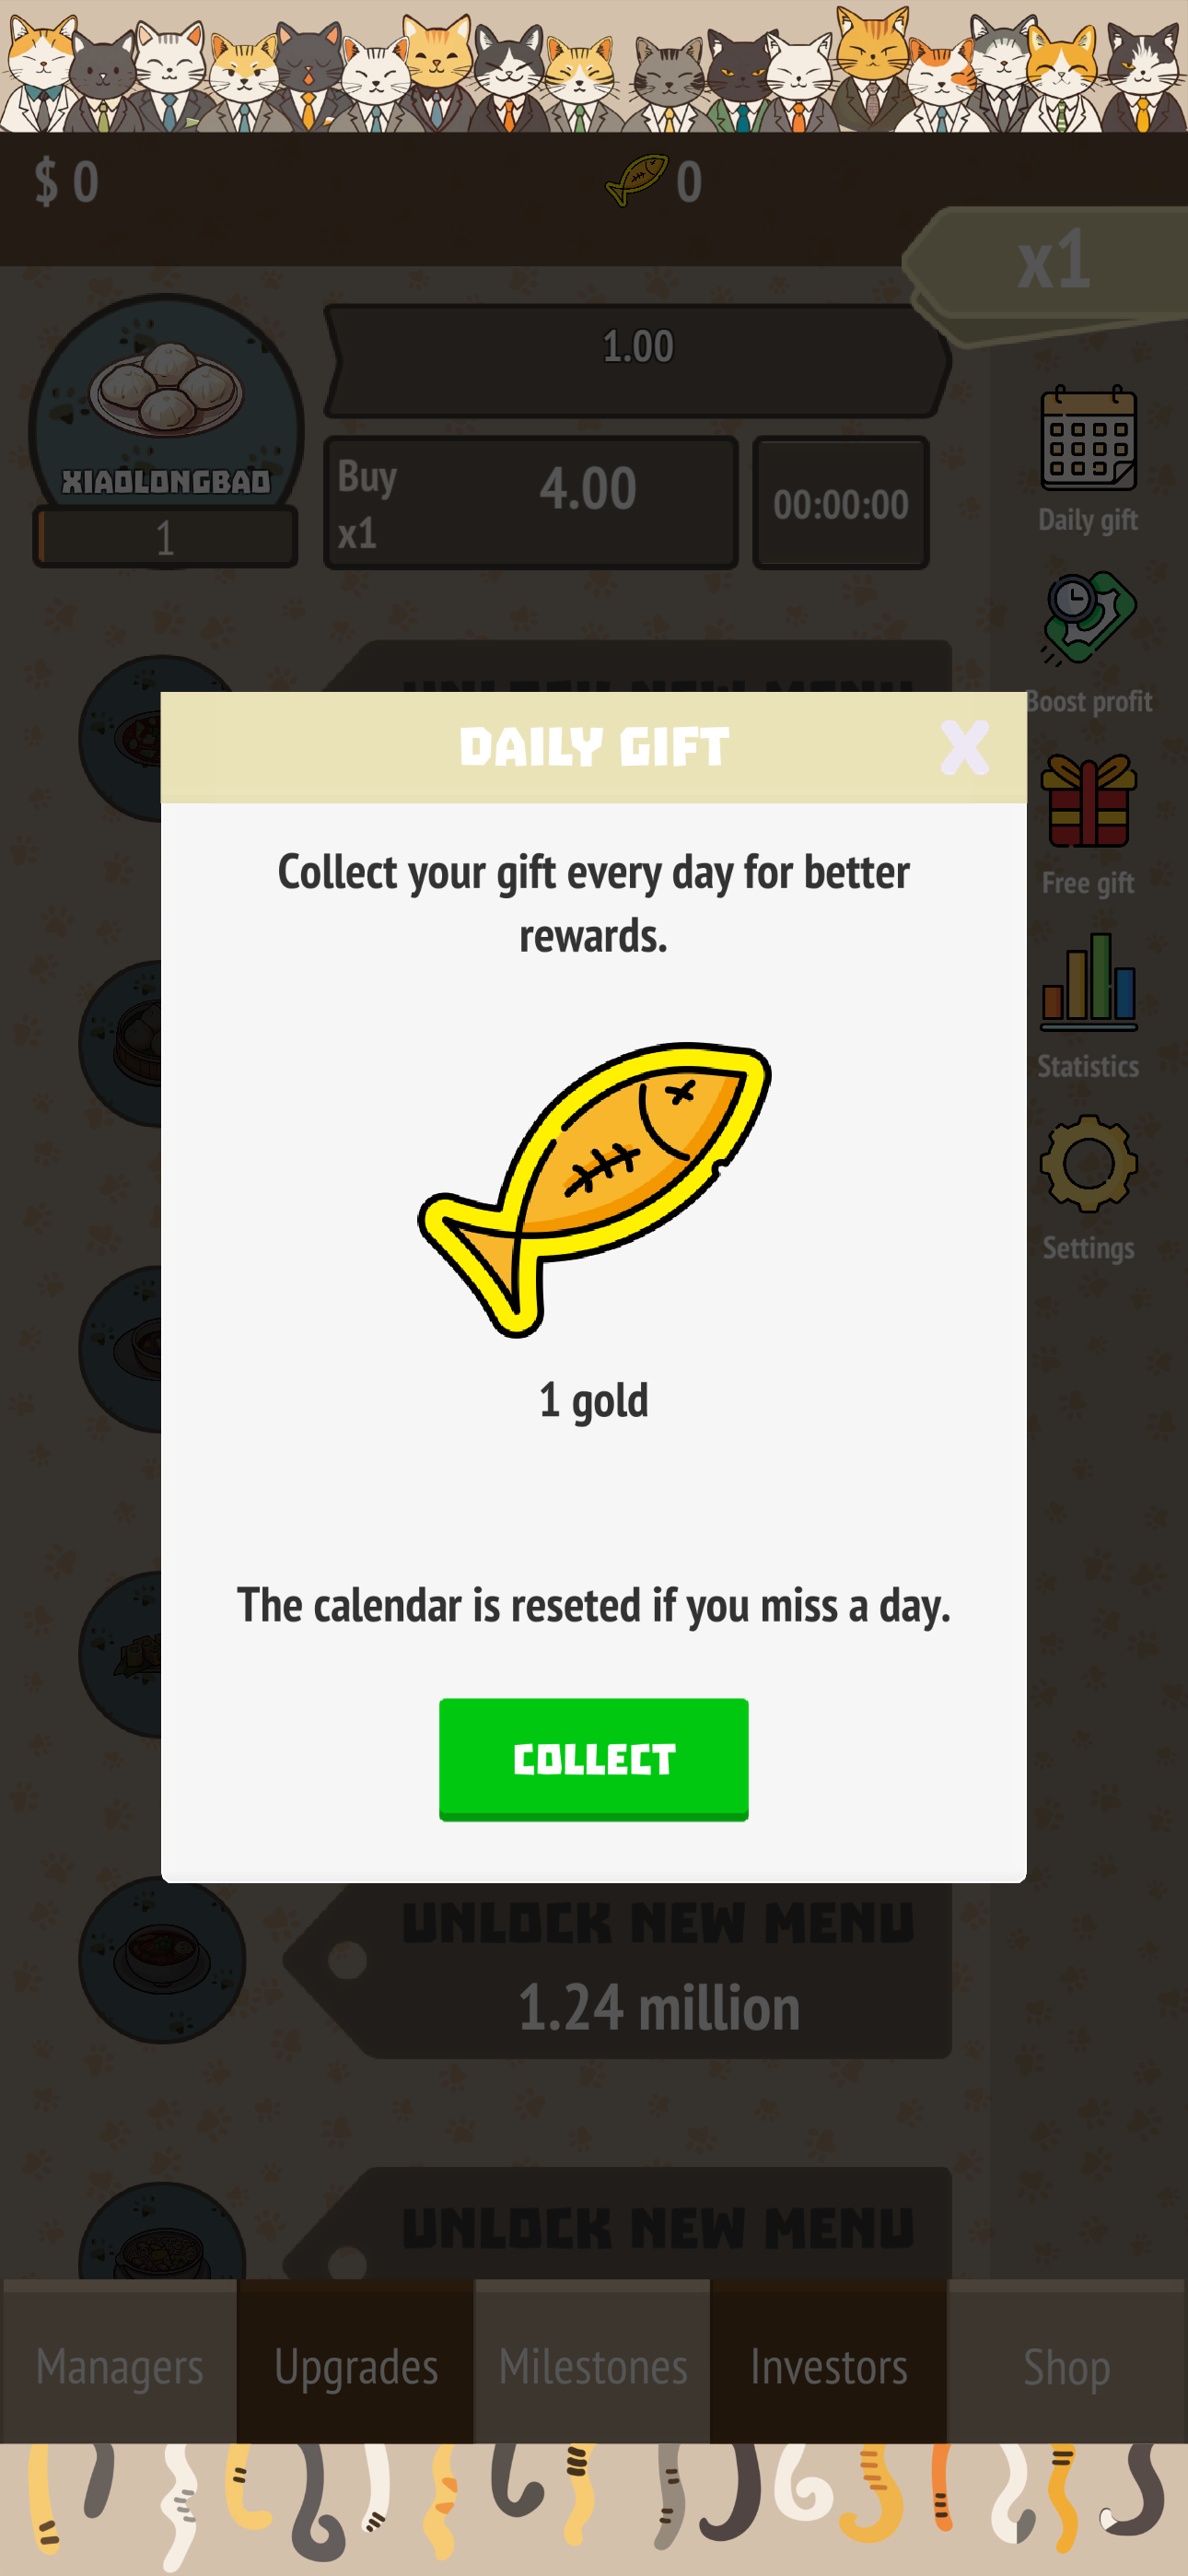 $ 0
0
x1
1.00
XIAOLONGBAO
1
Buy
x1
4.00
00:00:00
Daily gift
Boost profit
Free gift
Statistics
Settings
UNLOCK NEW MENU
DAILY GIFT
X
Collect your gift every day for better
rewards.
1 gold
The calendar is reseted if you miss a day.
COLLECT
UNLOCK NEW MENU
1.24 million
UNLOCK NEW MENU
Managers
Upgrades
Milestones
Investors
Shop